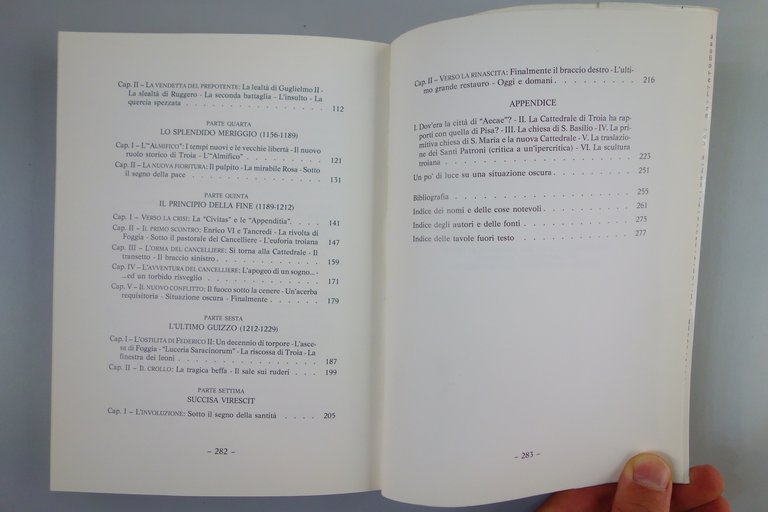 Cap. II – LA VENDETTA DEL PREPOTENTE: La lealtà di Guglielmo II -
La slealtà di Ruggero - La seconda battaglia - L'insulto - La
quercia spezzata . . . . . . . . . . . . . . . 112
PARTE QUARTA
LO SPLENDIDO MERIGGIO (1156-1189)
Cap. I – L'“ALMIFICO”: I tempi nuovi e le vecchie libertà - Il nuovo
ruolo storico di Troia - L'“Almifico” . . . . . . . 121
Cap. II – LA NUOVA FIORITURA: Il pulpito - La mirabile Rosa - Sotto
il segno della pace . . . . . . . . . . . . . . 131
PARTE QUINTA
IL PRINCIPIO DELLA FINE (1189-1212)
Cap. I – VERSO LA CRISI: La “Civitas” e le “Appenditia”. . . . . 141
Cap. II – IL PRIMO SCONTRO: Enrico VI e Tancredi - La rivolta di
Foggia - Sotto il pastorale dei Cancelliere - L'euforia troiana 147
Cap. III – L'ORMA DEL CANCELLIERE: Si torna alla Cattedrale - Il
transetto - Il braccio sinistro . . . . . . . . . . 159
Cap. IV – L'AVVENTURA DEL CANCELLIERE: L'apogeo di un sogno... -
...ed un torbido risveglio . . . . . . . . . . . 171
Cap. V – IL NUOVO CONFLITTO: Il fuoco sotto la cenere - Un'acerba
requisitoria - Situazione oscura - Finalmente . . . . . . 179
PARTE SESTA
L'ULTIMO GUIZZO (1212-1229)
Cap. I – L'OSTILITÀ DI FEDERICO II: Un decennio di torpore - L'asce-
sa di Foggia - “Luceria Saracinorum” - La riscossa di Troia - La
finestra dei leoni . . . . . . . . . . . . . . 187
Cap. II – IL CROLLO: La tragica beffa - Il sale sui ruderi . . . 199
PARTE SETTIMA
SUCCISA VIRESCIT
Cap. I – L'INVOLUZIONE: Sotto il segno della santità . . . . 205
– 282 –
Cap. II – VERSO LA RINASCITA: Finalmente il braccio destro - L'ulti-
mo grande restauro - Oggi e domani . . . . . . . . . 216
APPENDICE
I. Dov'era la città di “Aecae”? - II. La Cattedrale di Troia ha rap-
porti con quella di Pisa? - III. La chiesa di S. Basilio - IV. La pri-
mitiva chiesa di S. Maria e la nuova Cattedrale - V. La traslazio-
ne dei Santi Patroni (critica a un'ipercritica) - VI. La scultura
troiana . . . . . . . . . . . . . . . . . . 223
Un po' di luce su una situazione oscura . . . . . . . . . 251
Bibliografia . . . . . . . . . . . . . . . . . 255
Indice dei nomi e delle cose notevoli . . . . . . . . . 261
Indice degli autori e delle fonti . . . . . . . . . . . 275
Indice delle tavole fuori testo . . . . . . . . . . . 277
– 283 –